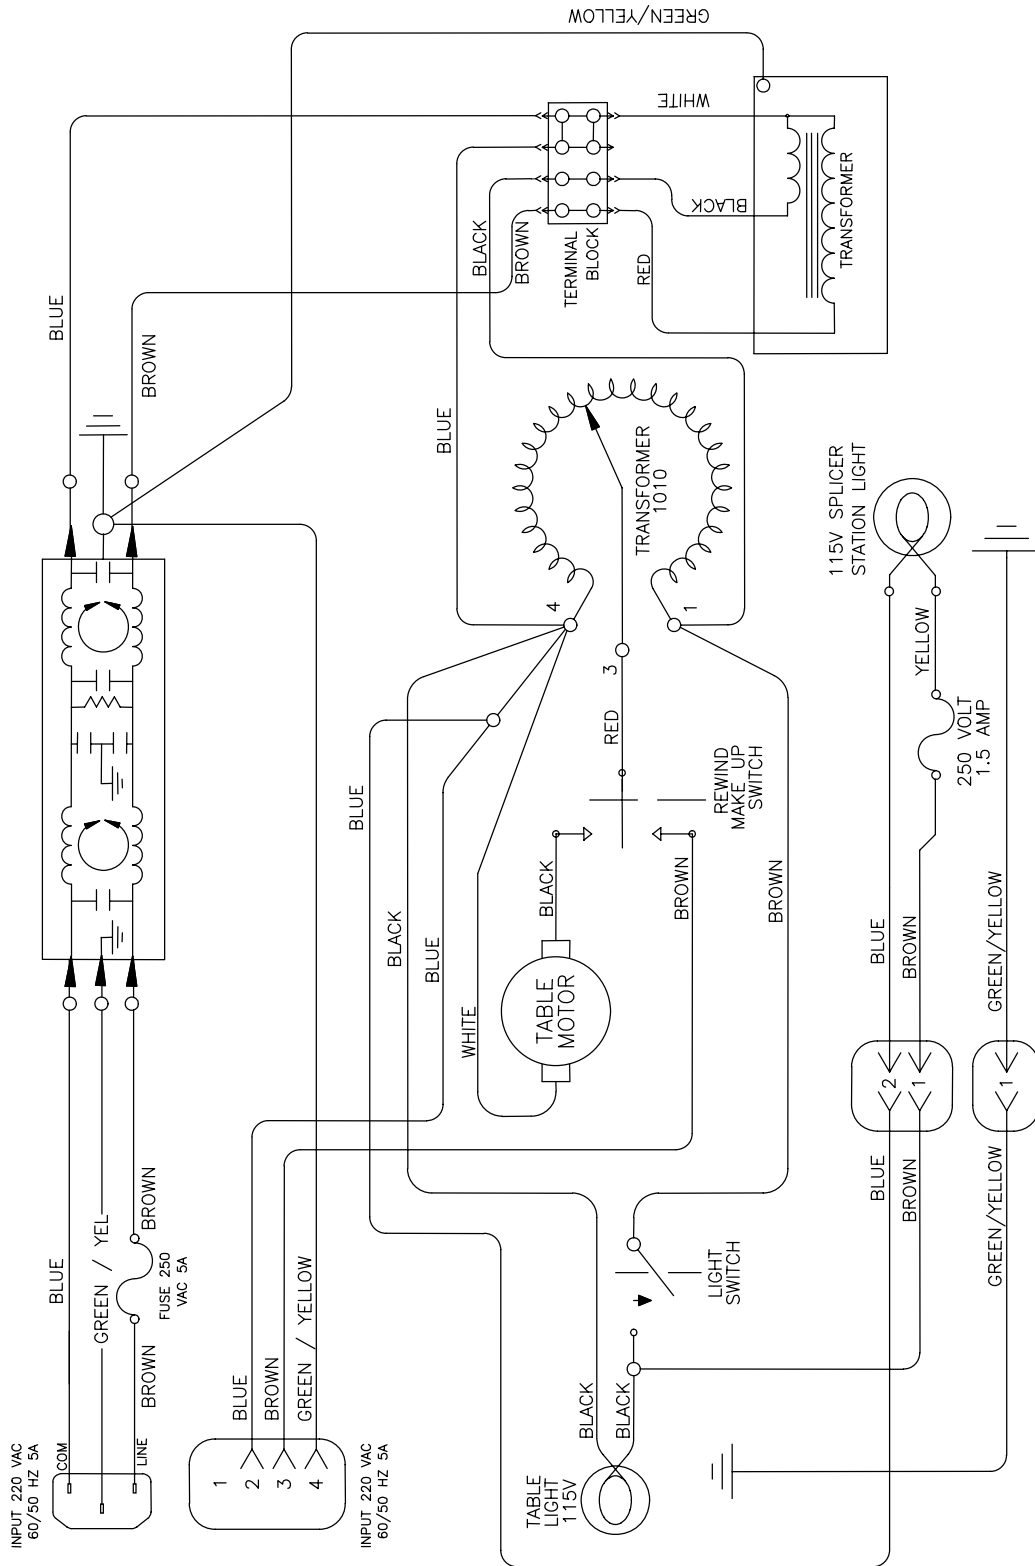 INPUT 220 VAC
60/50 HZ 5A
COM
LINE
BLUE
GREEN / YEL
BROWN
FUSE 250
VAC 5A
BROWN
BLUE
BROWN
GREEN/YELLOW
INPUT 220 VAC
60/50 HZ 5A
1
2
3
4
BLUE
BROWN
GREEN / YELLOW
BLUE
BLACK
BLUE
WHITE
TABLE
MOTOR
BLACK
BROWN
REWIND
MAKE UP
SWITCH
RED
3
4
1
TRANSFORMER
1010
BLUE
BLACK
BROWN
TERMINAL
BLOCK
WHITE
BLACK
RED
TRANSFORMER
BROWN
TABLE
LIGHT
115V
BLACK
BLACK
LIGHT
SWITCH
BLUE
BROWN
2
1
BLUE
BROWN
YELLOW
250 VOLT
1.5 AMP
115V SPLICER
STATION LIGHT
GREEN/YELLOW
1
GREEN/YELLOW